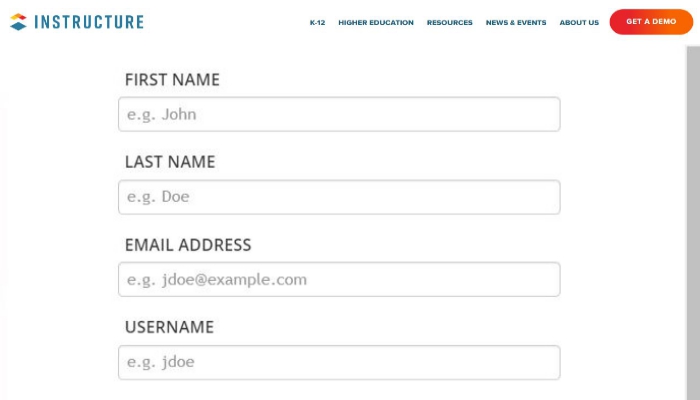 INSTRUCTURE
K-12 HIGHER EDUCATION RESOURCES NEWS & EVENTS ABOUT US GET A DEMO
FIRST NAME
e.g. John
LAST NAME
e.g. Doe
EMAIL ADDRESS
e.g. jdoe@example.com
USERNAME
e.g. jdoe